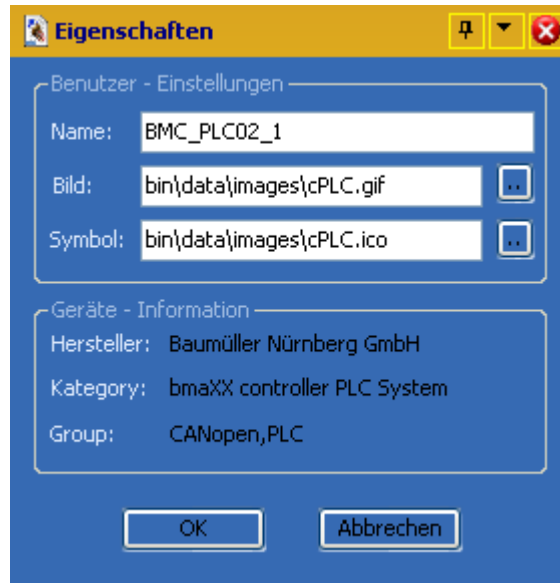 Eigenschaften
Benutzer - Einstellungen
Name: BMC_PLC02_1
Bild: bin\data\images\cPLC.gif ..
Symbol: bin\data\images\cPLC.ico ..
Geräte - Information
Hersteller: Baumüller Nürnberg GmbH
Kategory: bmaXX controller PLC System
Group: CANopen,PLC
OK Abbrechen